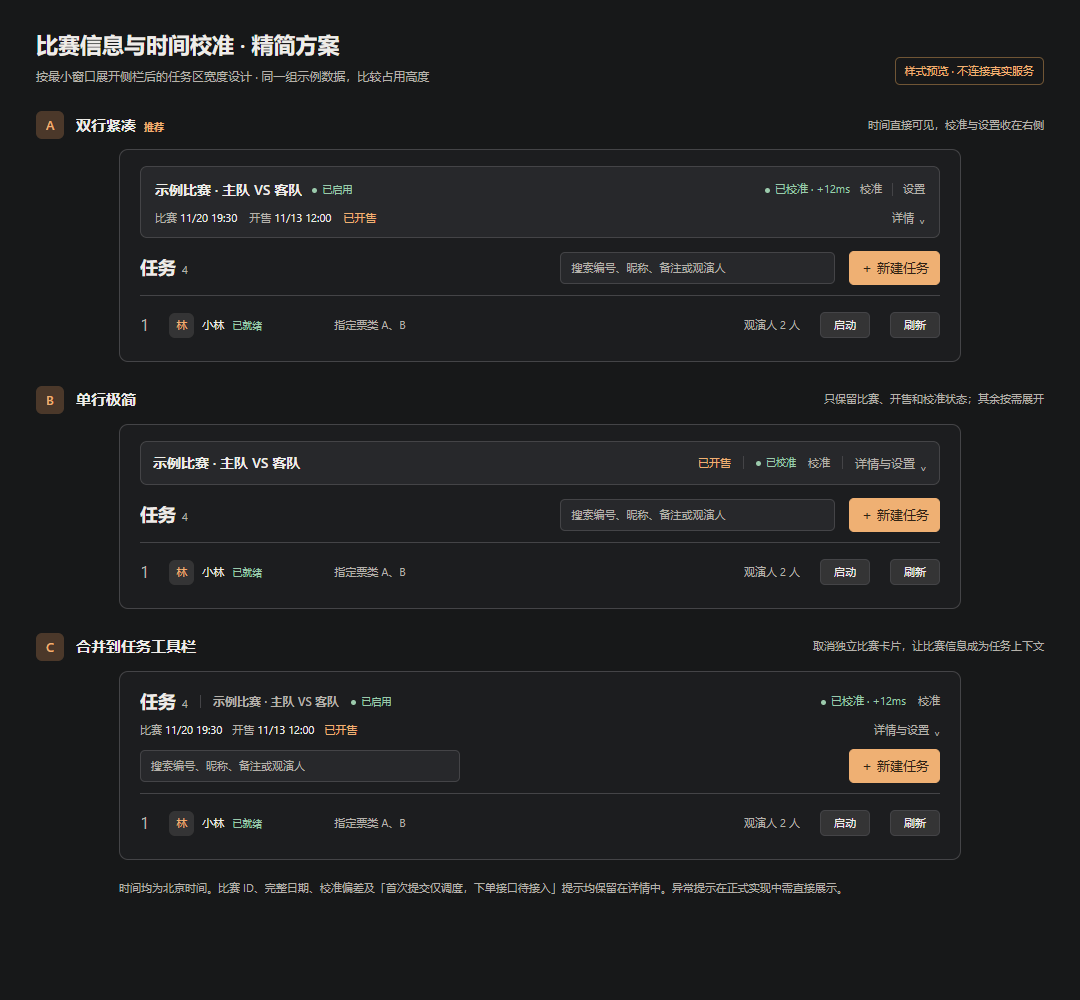 比赛信息与时间校准 · 精简方案
按最小窗口展开侧栏后的任务区宽度设计 · 同一组示例数据，比较占用高度
样式预览 · 不连接真实服务
A 双行紧凑 推荐
时间直接可见，校准与设置收在右侧
示例比赛 · 主队 VS 客队 已启用
已校准 · +12ms 校准 设置
比赛 11/20 19:30 开售 11/13 12:00 已开售
详情
任务 4
搜索编号、昵称、备注或观演人
+ 新建任务
1 林 小林 已就绪 指定票类 A、B 观演人 2 人 启动 刷新
B 单行极简
只保留比赛、开售和校准状态；其余按需展开
示例比赛 · 主队 VS 客队
已开售 已校准 校准 详情与设置
任务 4
搜索编号、昵称、备注或观演人
+ 新建任务
1 林 小林 已就绪 指定票类 A、B 观演人 2 人 启动 刷新
C 合并到任务工具栏
取消独立比赛卡片，让比赛信息成为任务上下文
任务 4 示例比赛 · 主队 VS 客队 已启用
已校准 · +12ms 校准
比赛 11/20 19:30 开售 11/13 12:00 已开售
详情与设置
搜索编号、昵称、备注或观演人
+ 新建任务
1 林 小林 已就绪 指定票类 A、B 观演人 2 人 启动 刷新
时间均为北京时间。比赛 ID、完整日期、校准偏差及「首次提交仅调度，下单接口待接入」提示均保留在详情中。异常提示在正式实现中需直接展示。